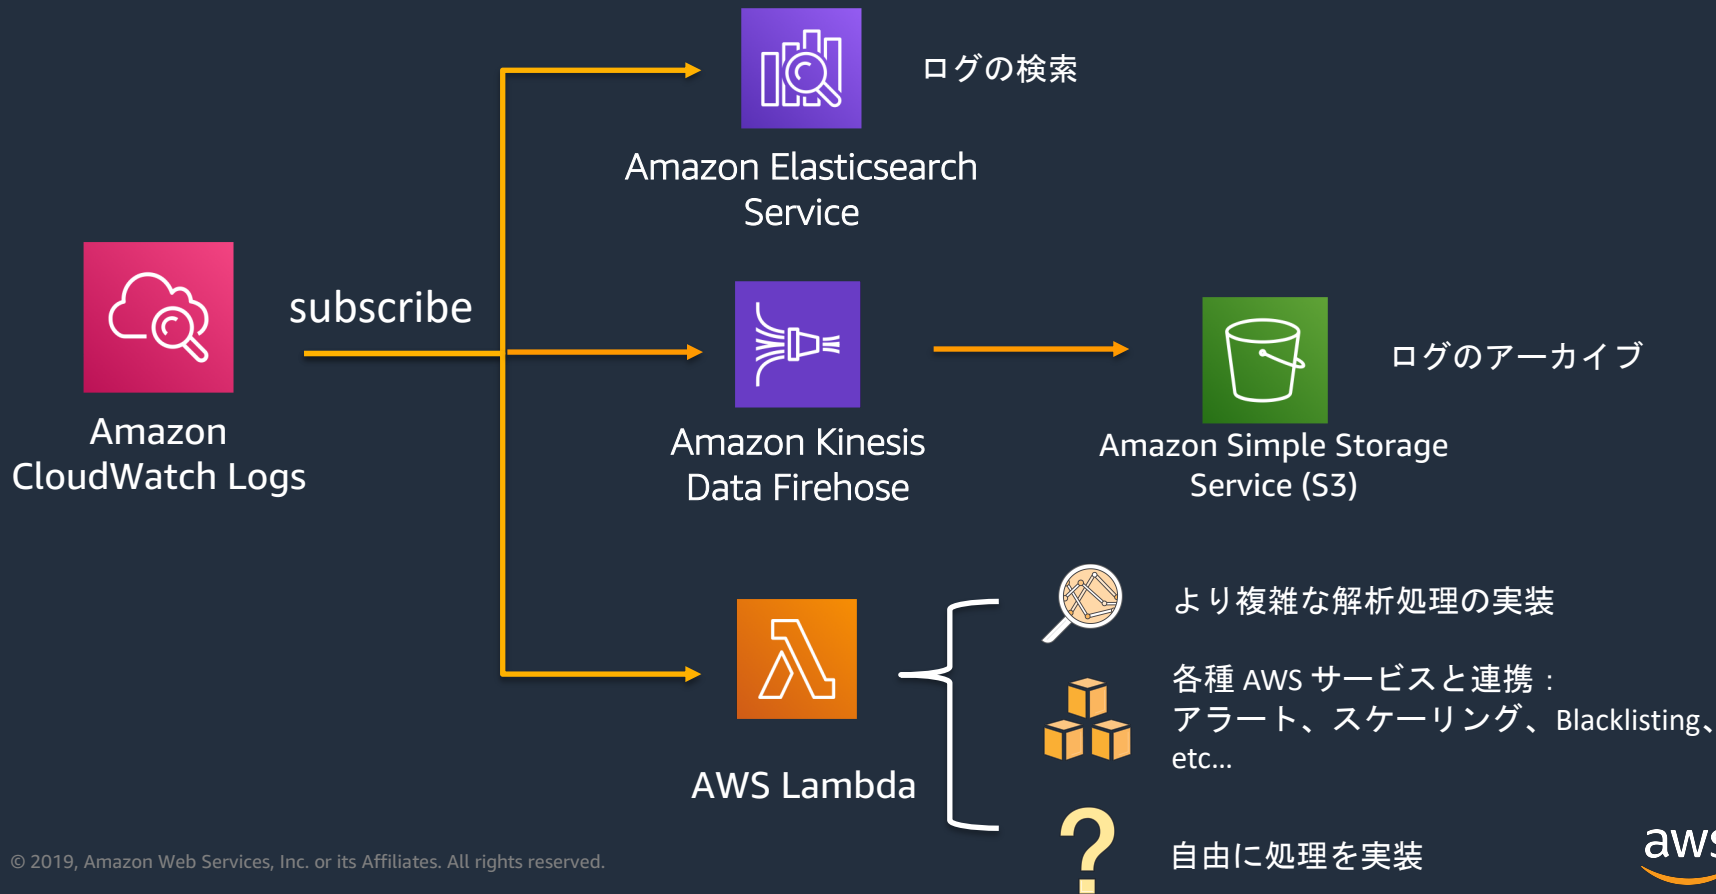 ログの検索
Amazon Elasticsearch
Service
subscribe
Amazon
CloudWatch Logs
Amazon Kinesis
Data Firehose
ログのアーカイブ
Amazon Simple Storage
Service (S3)
AWS Lambda
より複雑な解析処理の実装
各種 AWS サービスと連携：
アラート、スケーリング、Blacklisting、
etc...
?
自由に処理を実装
© 2019, Amazon Web Services, Inc. or its Affiliates. All rights reserved.
aws